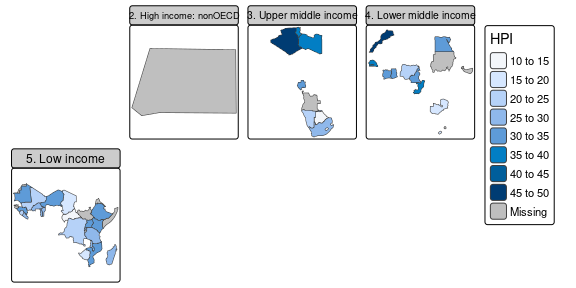 2. High income: nonOECD
3. Upper middle income
4. Lower middle income
HPI
10 to 15
15 to 20
20 to 25
25 to 30
30 to 35
35 to 40
40 to 45
45 to 50
Missing
5. Low income